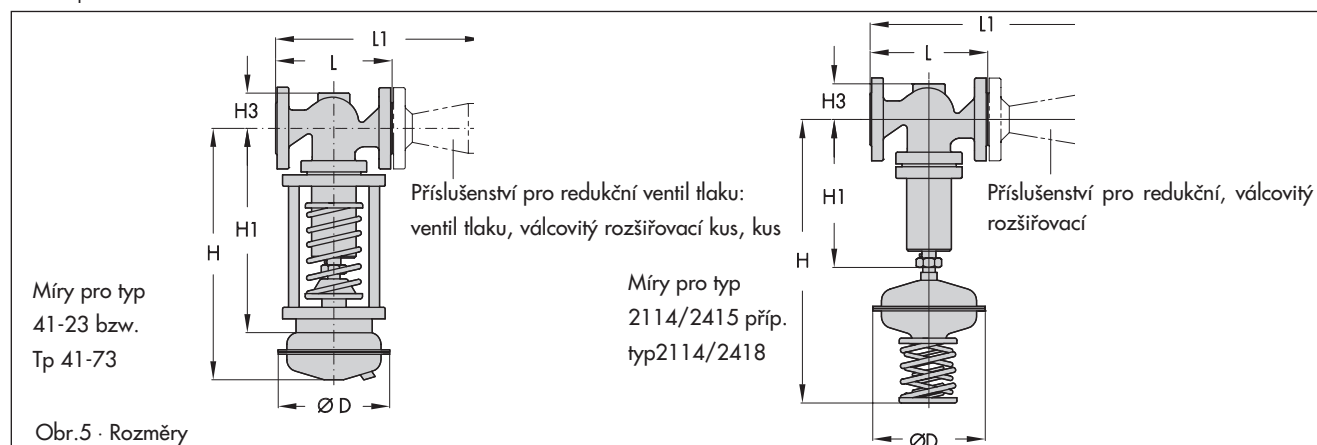 L1
L
H3
H1
H
Ø D
Příslušenství pro redukční ventil tlaku:
ventil tlaku, válcovitý rozšiřovací kus, kus
Míry pro typ
41-23 bzw.
Tp 41-73
L1
L
H3
H1
H
ØD
Příslušenství pro redukční, válcovitý
rozšiřovací
Míry pro typ
2114/2415 příp.
typ2114/2418
Obr.5 · Rozměry